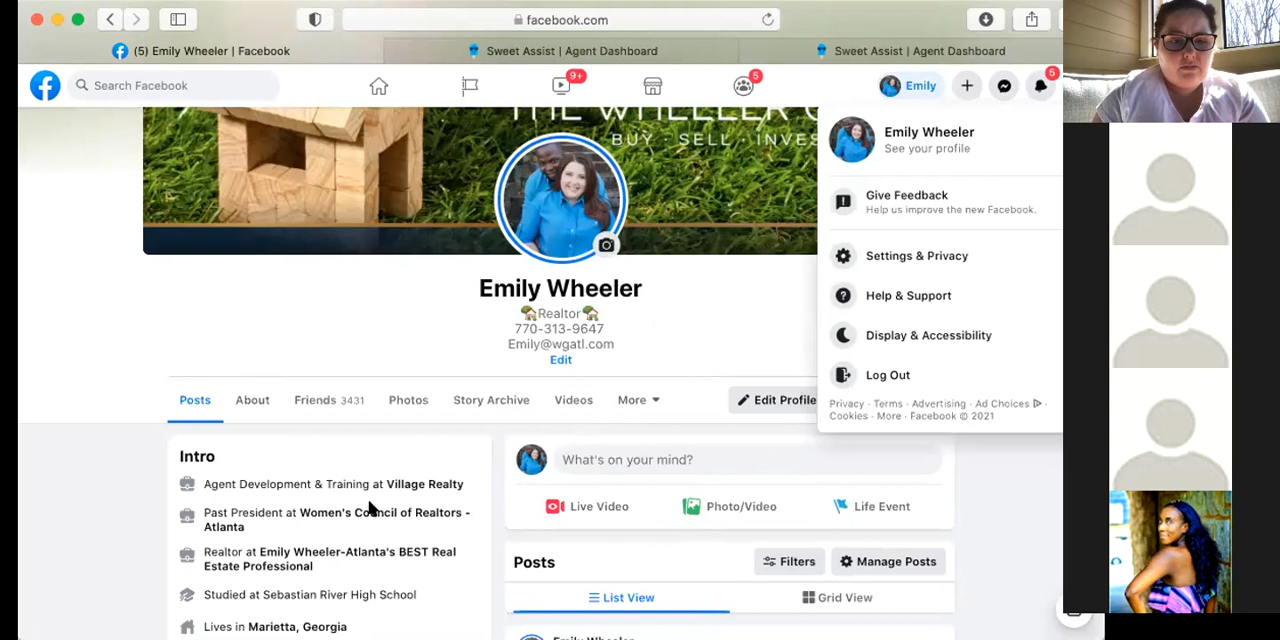 facebook.com
(5) Emily Wheeler | Facebook
Sweet Assist | Agent Dashboard
Sweet Assist | Agent Dashboard
Search Facebook
9+
5
Emily
5
THE WHEELER
BUY · SELL · INVES
Emily Wheeler
See your profile
Give Feedback
Help us improve the new Facebook.
Settings & Privacy
Help & Support
Display & Accessibility
Log Out
Privacy · Terms · Advertising · Ad Choices ·
Cookies · More · Facebook © 2021
Emily Wheeler
🏡Realtor🏡
770-313-9647
Emily@wgatl.com
Edit
Posts
About
Friends 3431
Photos
Story Archive
Videos
More
Edit Profile
Intro
Agent Development & Training at Village Realty
Past President at Women's Council of Realtors -
Atlanta
Realtor at Emily Wheeler-Atlanta's BEST Real
Estate Professional
Studied at Sebastian River High School
Lives in Marietta, Georgia
What's on your mind?
Live Video
Photo/Video
Life Event
Posts
Filters
Manage Posts
List View
Grid View
Emily Wheeler